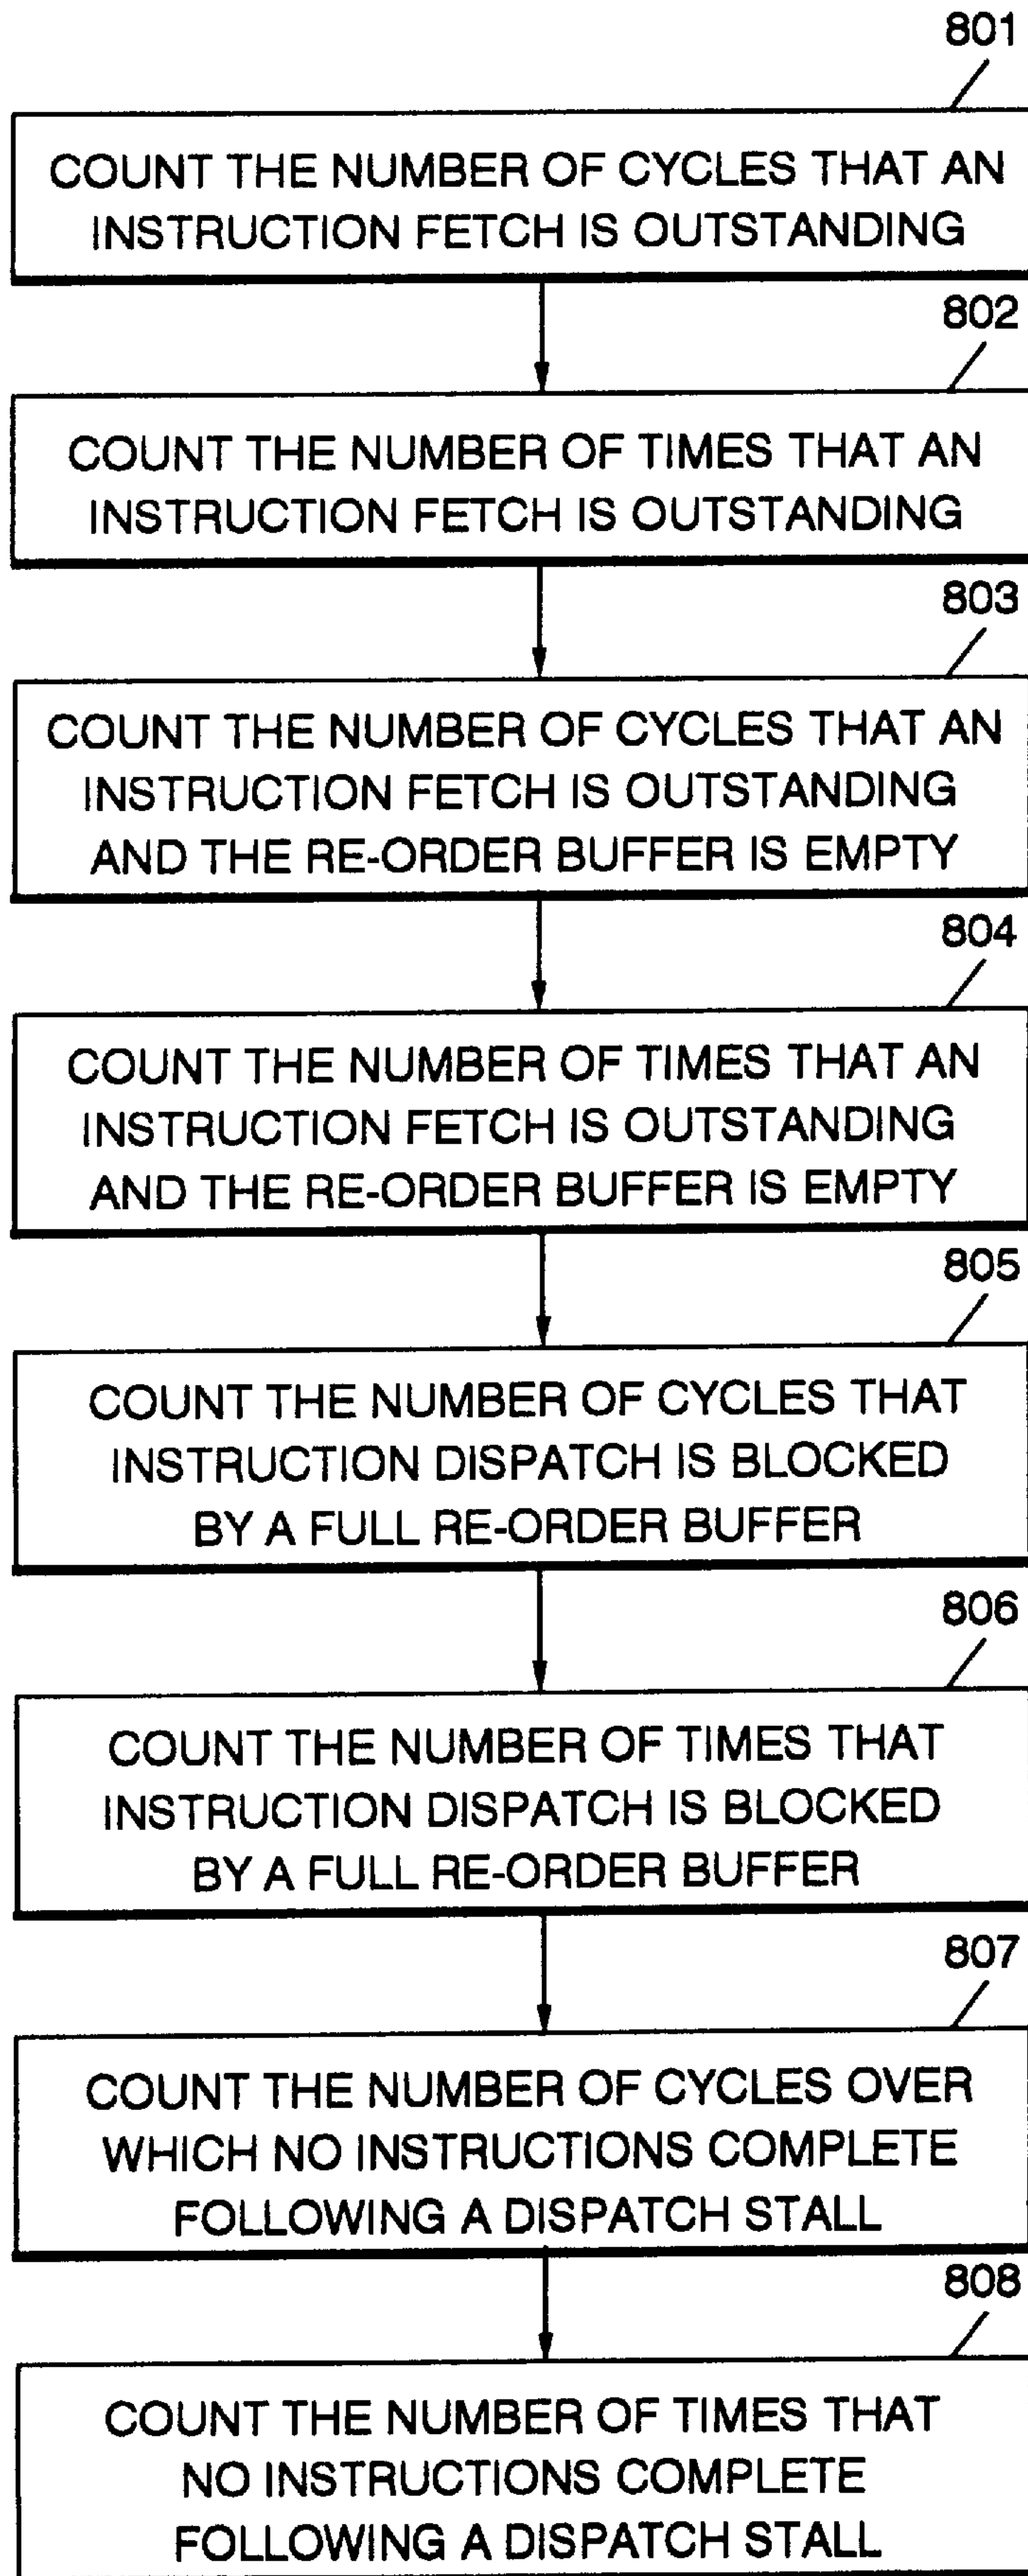 801
COUNT THE NUMBER OF CYCLES THAT AN
INSTRUCTION FETCH IS OUTSTANDING
802
COUNT THE NUMBER OF TIMES THAT AN
INSTRUCTION FETCH IS OUTSTANDING
803
COUNT THE NUMBER OF CYCLES THAT AN
INSTRUCTION FETCH IS OUTSTANDING
AND THE RE-ORDER BUFFER IS EMPTY
804
COUNT THE NUMBER OF TIMES THAT AN
INSTRUCTION FETCH IS OUTSTANDING
AND THE RE-ORDER BUFFER IS EMPTY
805
COUNT THE NUMBER OF CYCLES THAT
INSTRUCTION DISPATCH IS BLOCKED
BY A FULL RE-ORDER BUFFER
806
COUNT THE NUMBER OF TIMES THAT
INSTRUCTION DISPATCH IS BLOCKED
BY A FULL RE-ORDER BUFFER
807
COUNT THE NUMBER OF CYCLES OVER
WHICH NO INSTRUCTIONS COMPLETE
FOLLOWING A DISPATCH STALL
808
COUNT THE NUMBER OF TIMES THAT
NO INSTRUCTIONS COMPLETE
FOLLOWING A DISPATCH STALL